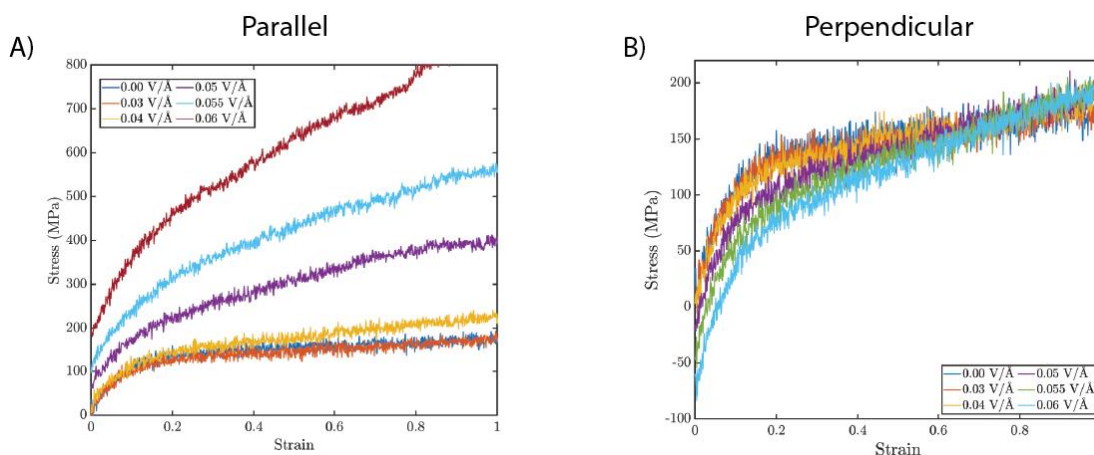 Parallel
A)
800
700
600
500
400
300
200
100
0
Stress (MPa)
0.00 V/Å 0.05 V/Å
0.03 V/Å 0.055 V/Å
0.04 V/Å 0.06 V/Å
0 0.2 0.4 0.6 0.8 1
Strain
Perpendicular
B)
200
150
100
50
0
-50
-100
Stress (MPa)
0.00 V/Å 0.05 V/Å
0.03 V/Å 0.055 V/Å
0.04 V/Å 0.06 V/Å
0 0.2 0.4 0.6 0.8
Strain